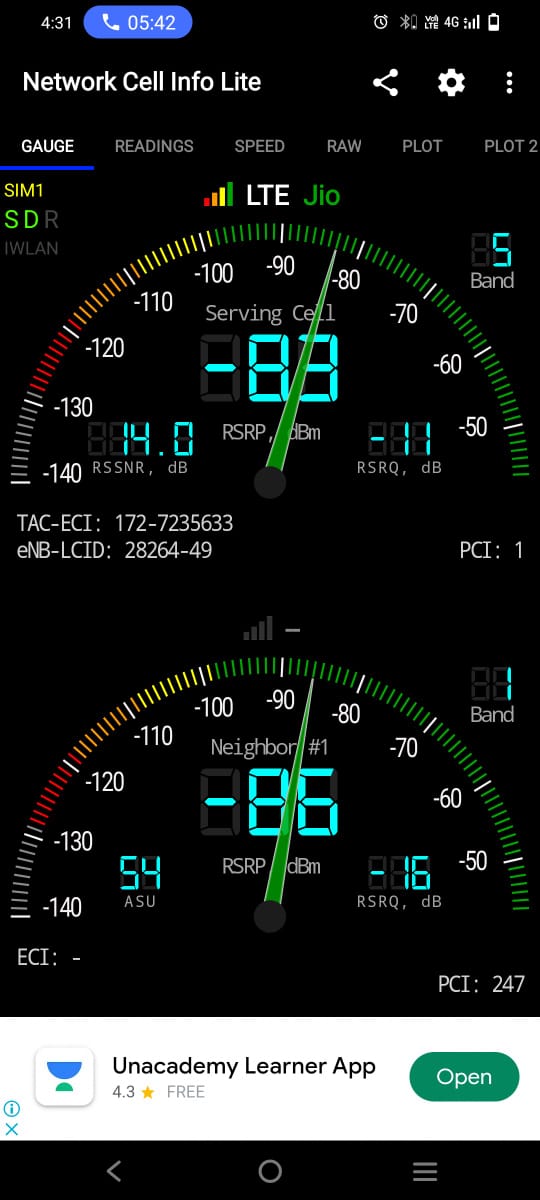 4:31 05:42 Vo) LTE 4G
Network Cell Info Lite
GAUGE READINGS SPEED RAW PLOT PLOT 2
SIM1
SDR
IWLAN
LTE Jio
-140 -130 -120 -110 -100 -90 -80 -70 -60 -50
5
Band
Serving Cell
-83
RSRP, dBm
14.0
RSSNR, dB
-11
RSRQ, dB
TAC-ECI: 172-7235633
eNB-LCID: 28264-49
PCI: 1
–
-140 -130 -120 -110 -100 -90 -80 -70 -60 -50
1
Band
Neighbor #1
-86
RSRP, dBm
54
ASU
-16
RSRQ, dB
ECI: -
PCI: 247
Unacademy Learner App
4.3 ★ FREE
Open